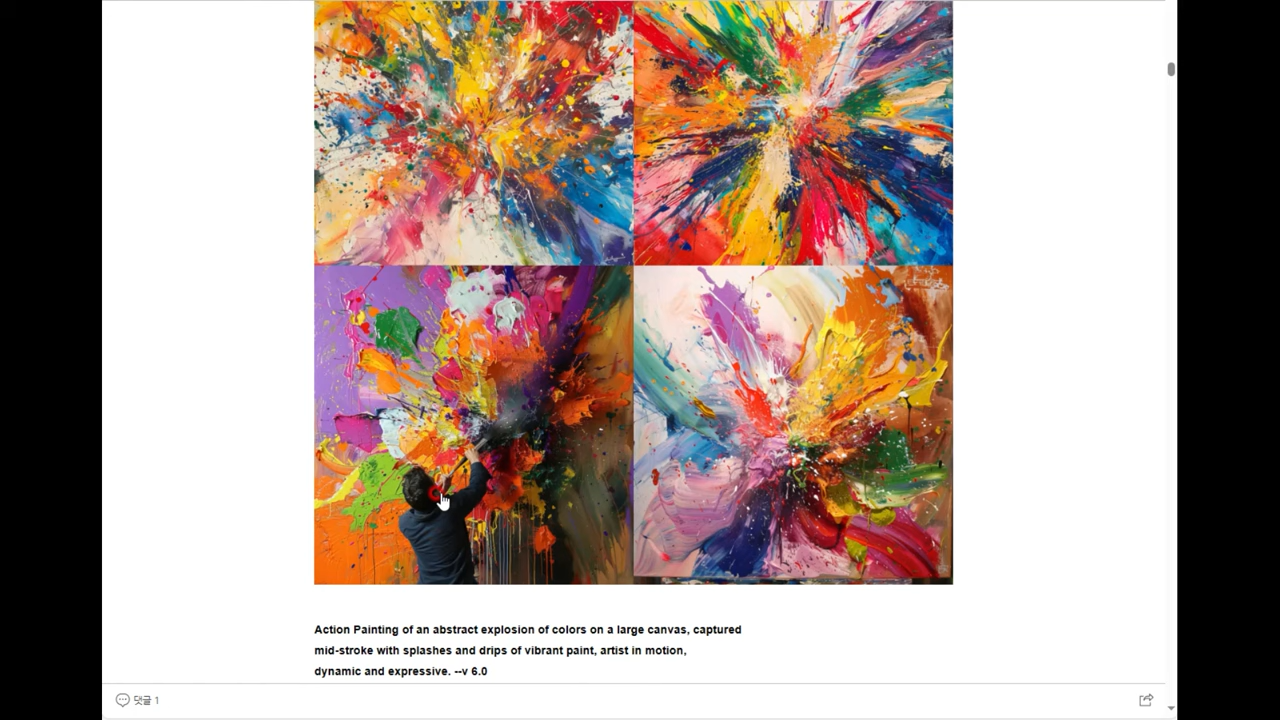 Action Painting of an abstract explosion of colors on a large canvas, captured
mid-stroke with splashes and drips of vibrant paint, artist in motion,
dynamic and expressive. --v 6.0
댓글 1